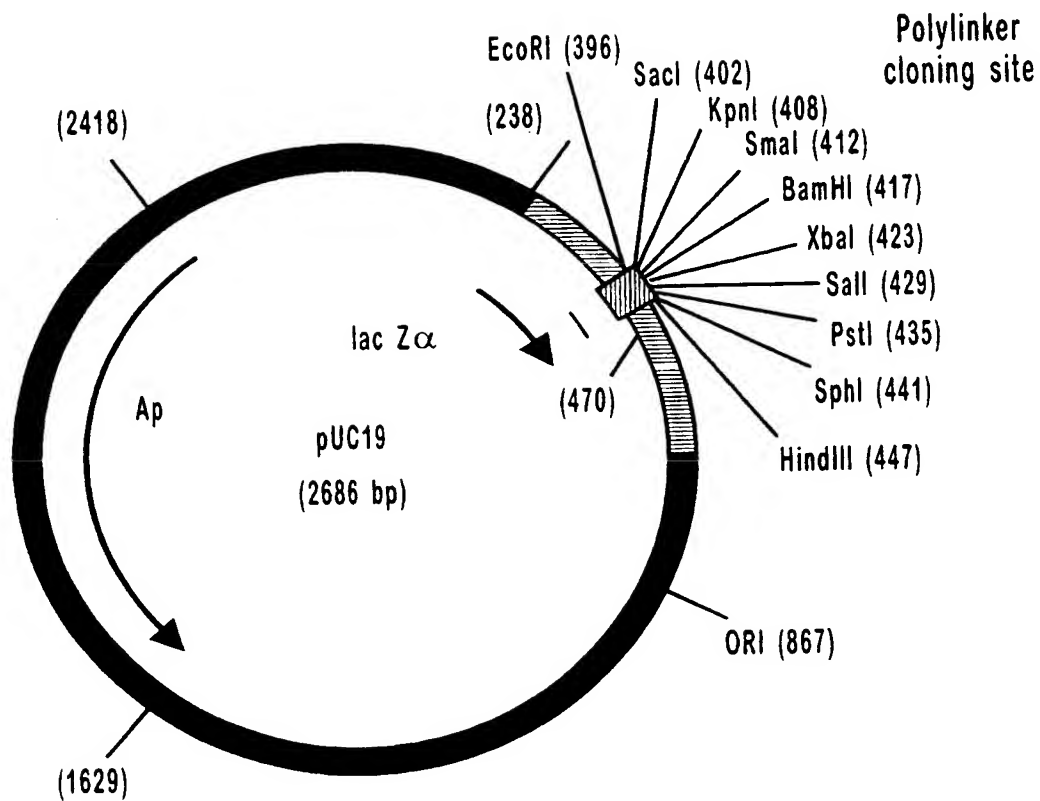 Polylinker
cloning site
EcoRI (396)
SacI (402)
(238)
KpnI (408)
(2418)
SmaI (412)
BamHI (417)
XbaI (423)
SalI (429)
PstI (435)
lac Zα
SphI (441)
(470)
Ap
pUC19
HindIII (447)
(2686 bp)
ORI (867)
(1629)